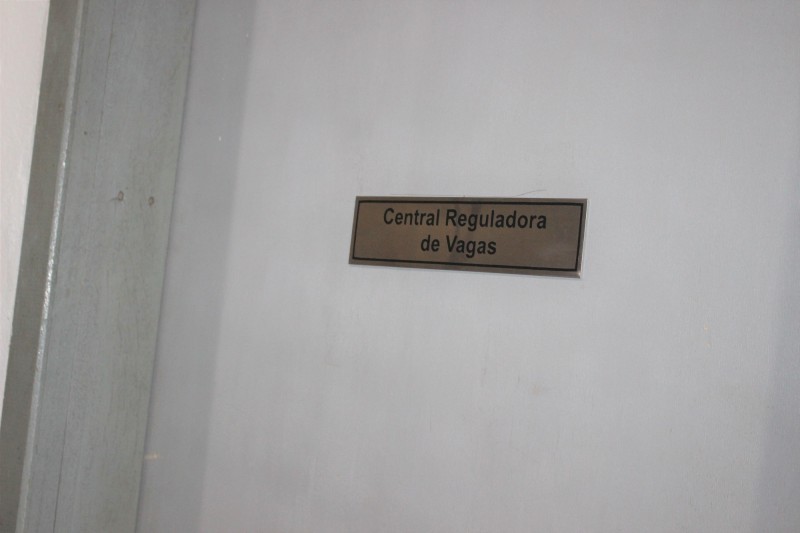 Central Reguladora
de Vagas